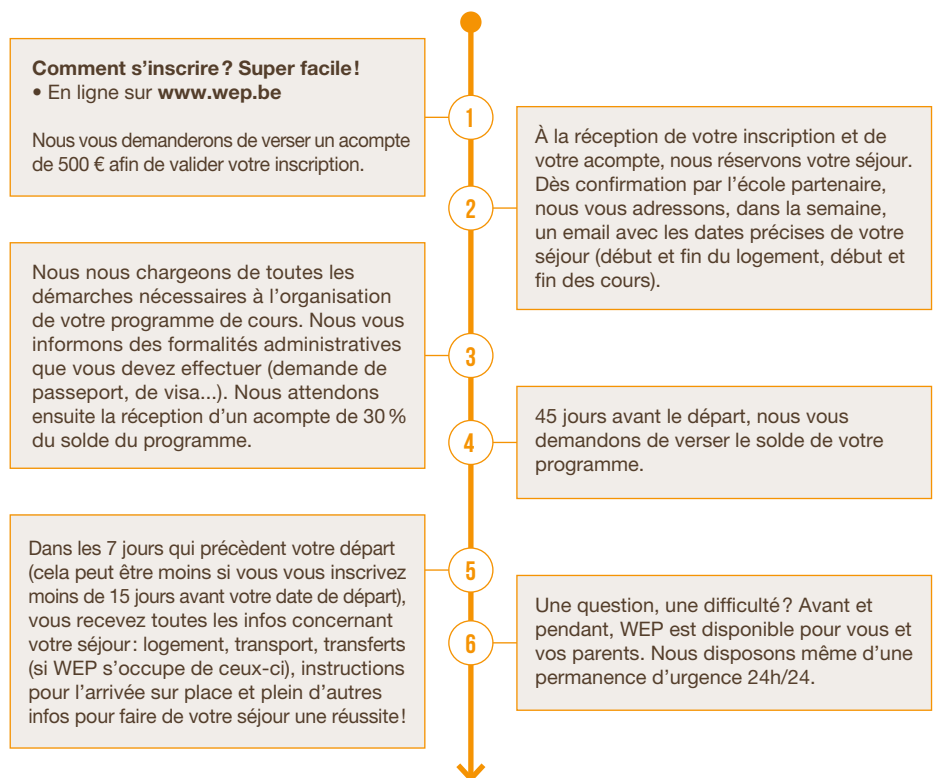 Comment s'inscrire ? Super facile !
• En ligne sur www.wep.be
Nous vous demanderons de verser un acompte
de 500 € afin de valider votre inscription.
1
À la réception de votre inscription et de
votre acompte, nous réservons votre séjour.
Dès confirmation par l'école partenaire,
nous vous adressons, dans la semaine,
un email avec les dates précises de votre
séjour (début et fin du logement, début et
fin des cours).
2
Nous nous chargeons de toutes les
démarches nécessaires à l'organisation
de votre programme de cours. Nous vous
informons des formalités administratives
que vous devez effectuer (demande de
passeport, de visa...). Nous attendons
ensuite la réception d'un acompte de 30 %
du solde du programme.
3
45 jours avant le départ, nous vous
demandons de verser le solde de votre
programme.
4
Dans les 7 jours qui précèdent votre départ
(cela peut être moins si vous vous inscrivez
moins de 15 jours avant votre date de départ),
vous recevez toutes les infos concernant
votre séjour : logement, transport, transferts
(si WEP s'occupe de ceux-ci), instructions
pour l'arrivée sur place et plein d'autres
infos pour faire de votre séjour une réussite !
5
Une question, une difficulté ? Avant et
pendant, WEP est disponible pour vous et
vos parents. Nous disposons même d'une
permanence d'urgence 24h/24.
6